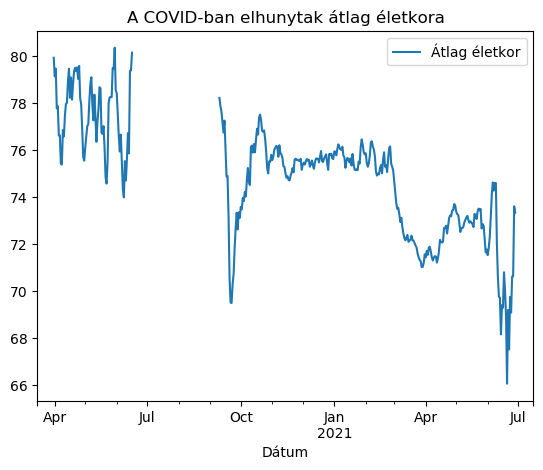 A COVID-ban elhunytak átlag életkora
Átlag életkor
80
78
76
74
72
70
68
66
Apr
Jul
Oct
Jan
2021
Apr
Jul
Dátum